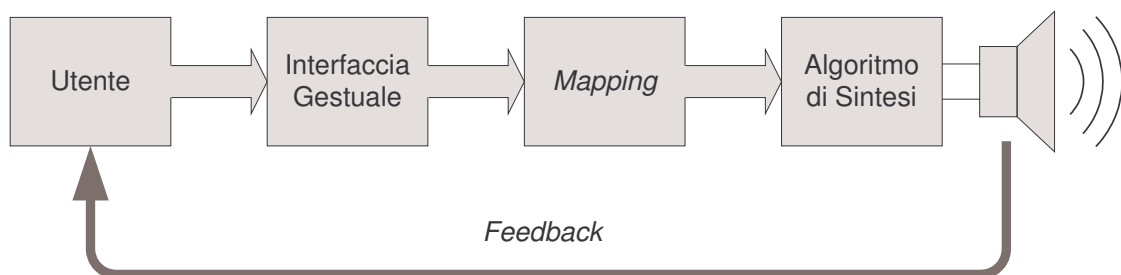 Utente
Interfaccia
Gestuale
Mapping
Algoritmo
di Sintesi
Feedback